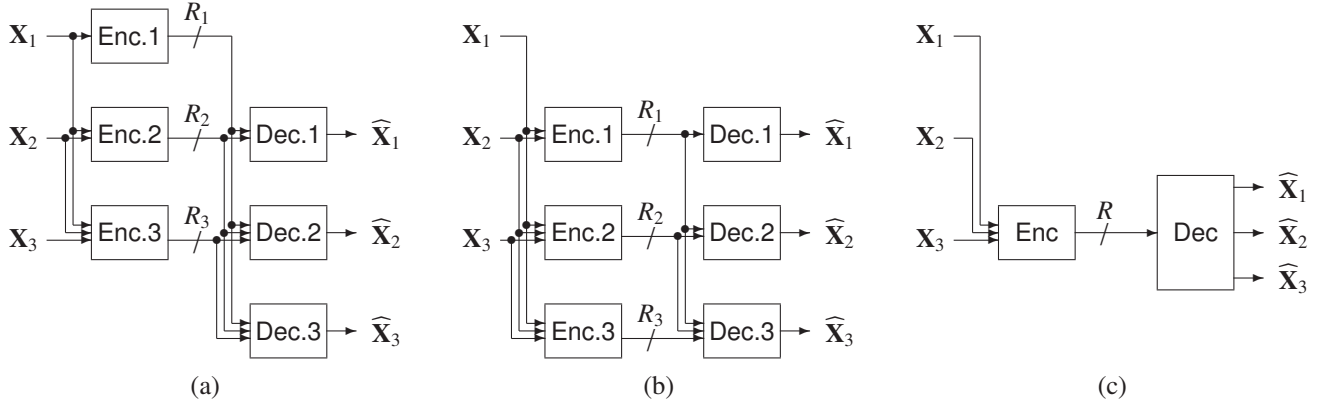 X₁ Enc.1 R₁
X₂ Enc.2 R₂ Dec.1 X̂₁
X₃ Enc.3 R₃ Dec.2 X̂₂
Dec.3 X̂₃
(a)
X₁
X₂ Enc.1 R₁ Dec.1 X̂₁
X₃ Enc.2 R₂ Dec.2 X̂₂
Enc.3 R₃ Dec.3 X̂₃
(b)
X₁
X₂
X₃ Enc R Dec X̂₁
X̂₂
X̂₃
(c)